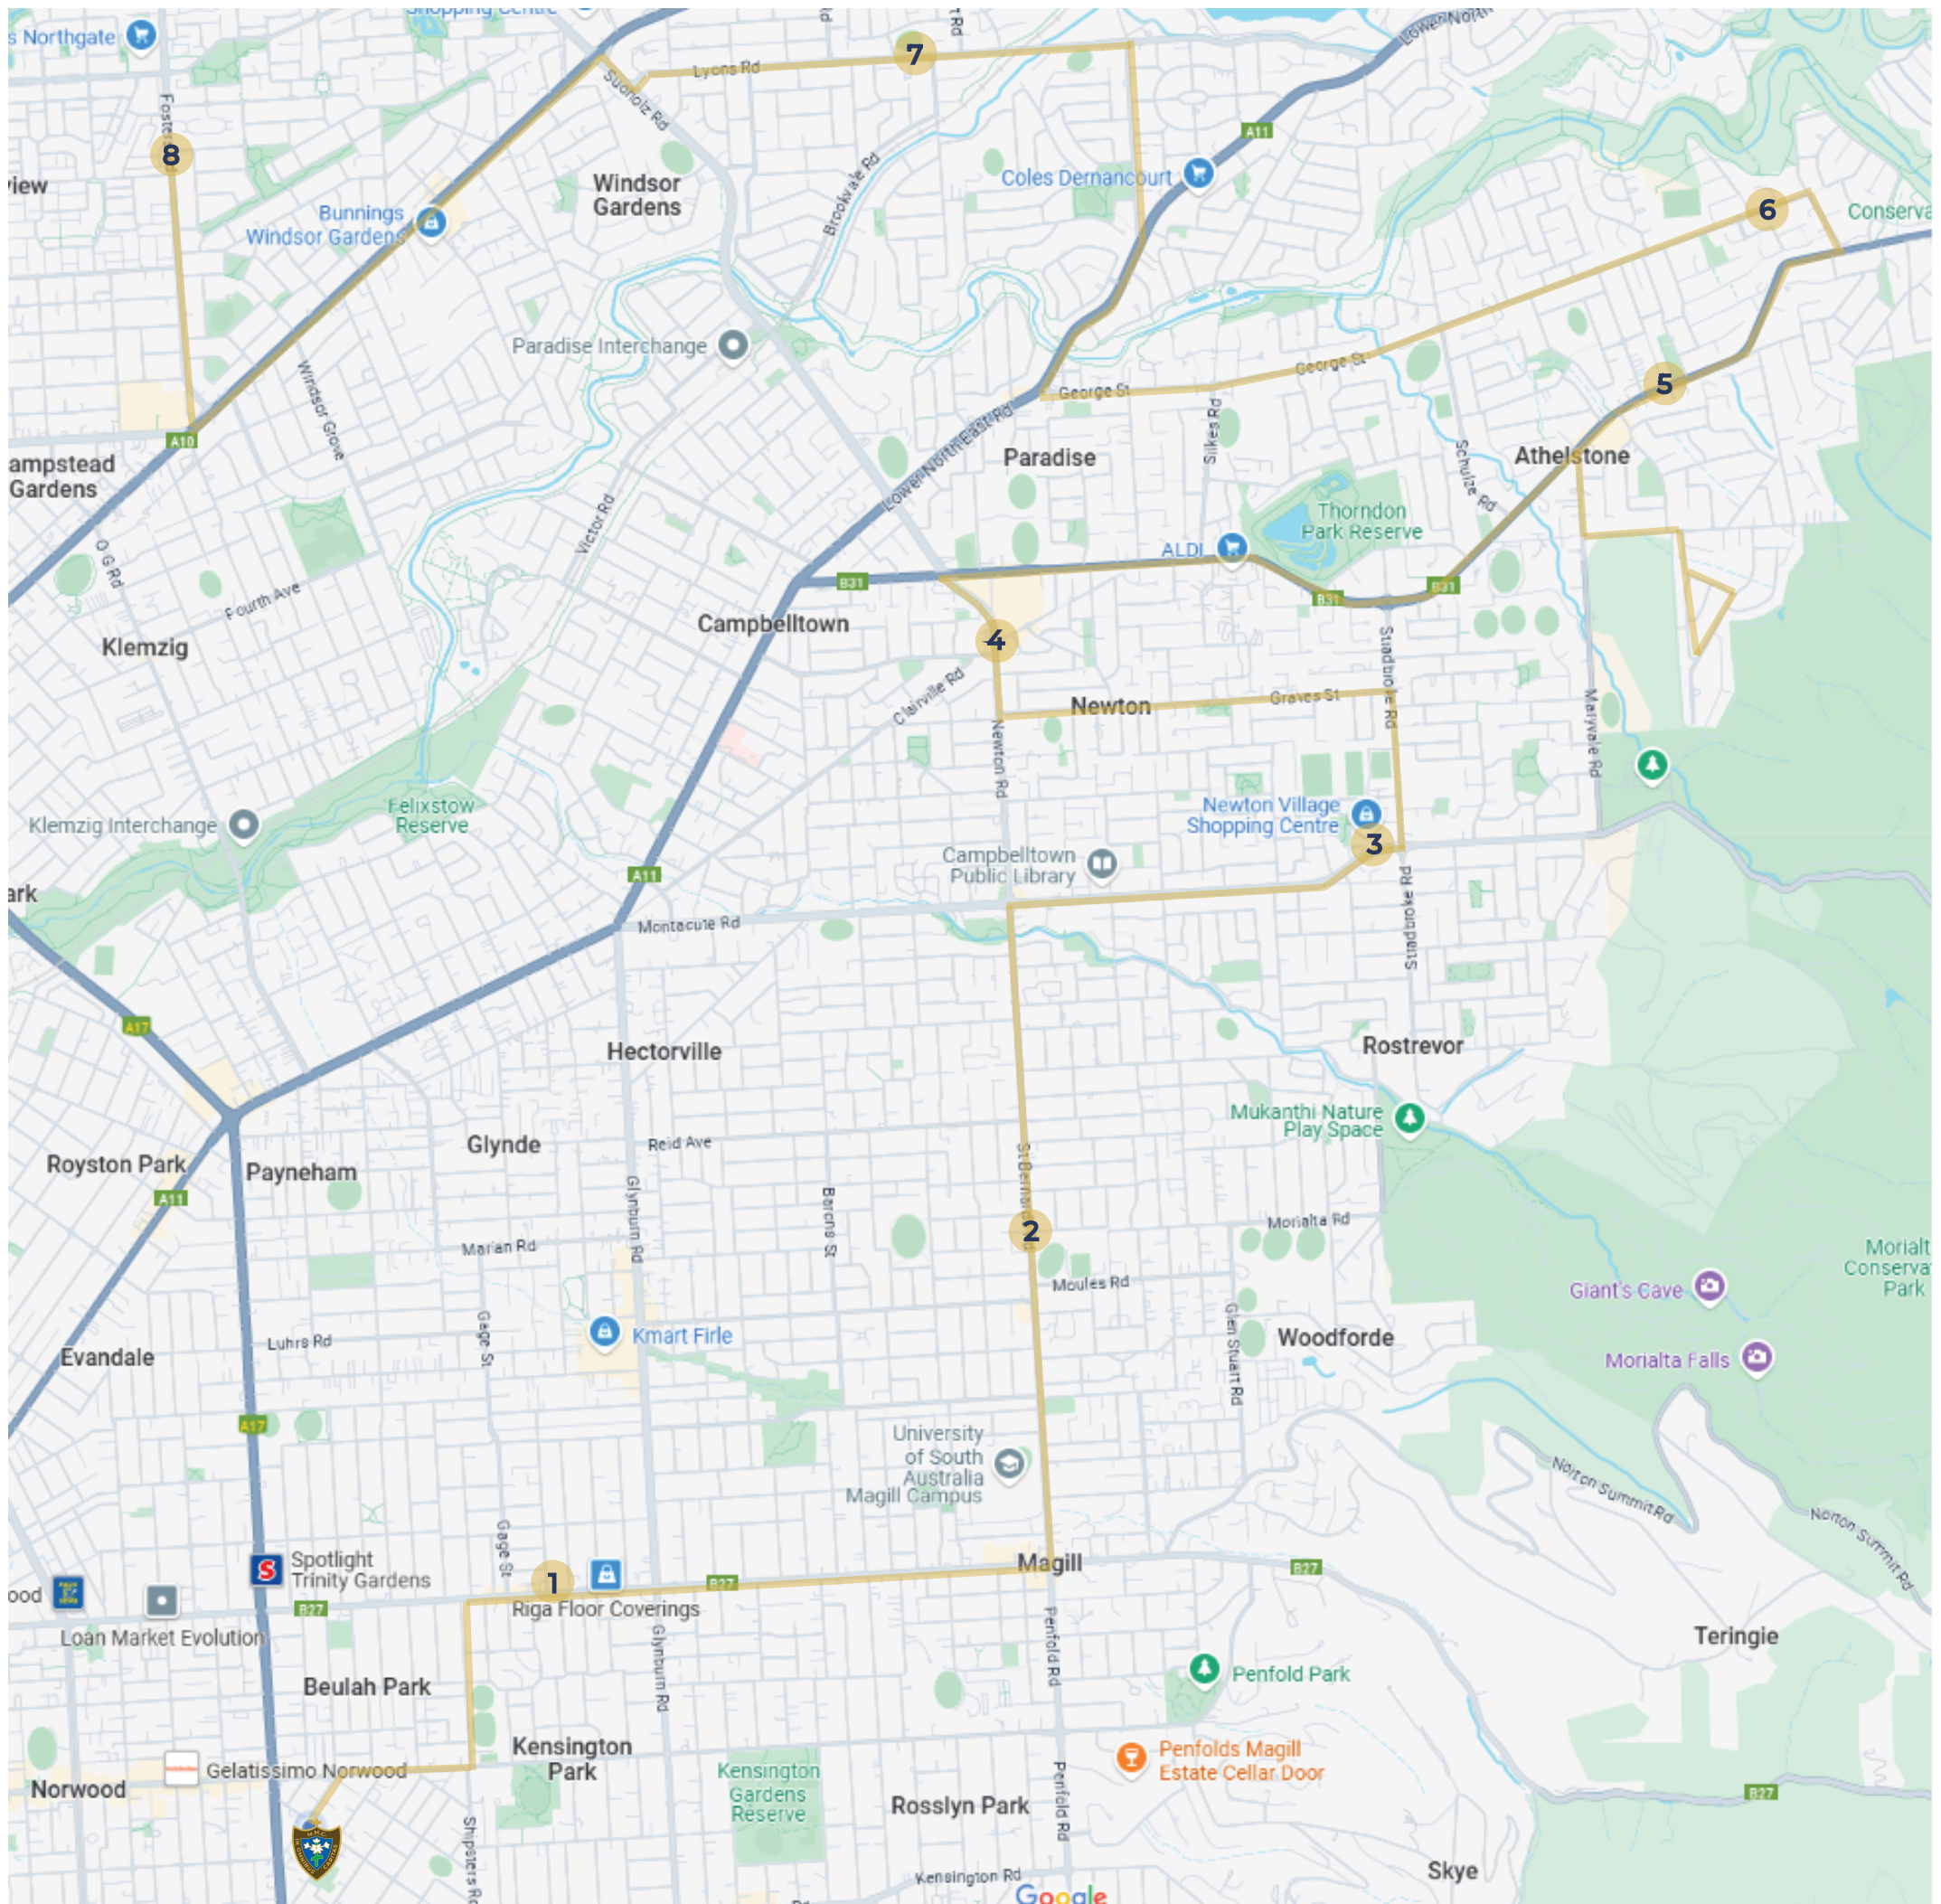 Shopping Centre
s Northgate
Lower North
7
Lyons Rd
Sudholz Rd
A11
8
Windsor
Gardens
Coles Dernancourt
view
Brookvale Rd
6
Conserva
Bunnings
Windsor Gardens
Paradise Interchange
George St
George St
5
Windsor Grove
Lower North East Rd
Silkes Rd
A10
Paradise
Athelstone
ampstead
Gardens
Schulze Rd
Victor Rd
Thorndon
Park Reserve
O G Rd
ALDI
B31
B31
B31
Fourth Ave
Campbelltown
4
Klemzig
Stradbroke Rd
Clairville Rd
Newton
Graves St
Maryvale Rd
Newton Rd
Felixstow
Reserve
Klemzig Interchange
Newton Village
Shopping Centre
3
Campbelltown
Public Library
A11
ark
Stradbroke Rd
Montacute Rd
A17
Hectorville
Rostrevor
Mukanthi Nature
Play Space
Glynde
Reid Ave
Royston Park
Payneham
St Bernards Rd
A11
Glynburn Rd
Barons St
2
Morialta Rd
Marian Rd
Morialt
Conserva
Park
Moules Rd
Giant's Cave
Gage St
Luhrs Rd
Kmart Firle
Glen Stuart Rd
Woodforde
Evandale
Morialta Falls
A17
University
of South
Australia
Magill Campus
Norton Summit Rd
Norton Summit Rd
Gage St
Spotlight
Trinity Gardens
1
B27
Magill
B27
ood
B27
Riga Floor Coverings
Loan Market Evolution
Penfold Rd
Glynburn Rd
Teringie
Beulah Park
Penfold Park
Kensington
Park
Penfolds Magill
Estate Cellar Door
Gelatissimo Norwood
Kensington
Gardens
Reserve
Norwood
Rosslyn Park
Penfold Rd
B27
Shipsters Rd
Skye
Kensington Rd
Google